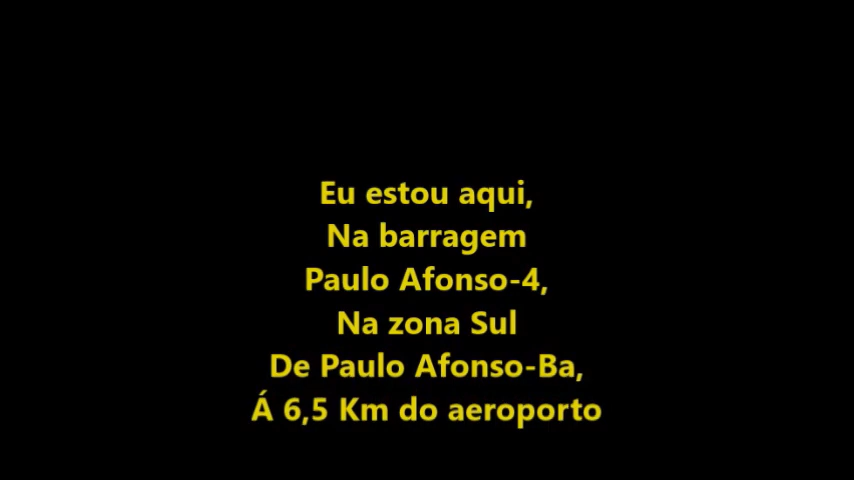 Eu estou aqui,
Na barragem
Paulo Afonso-4,
Na zona Sul
De Paulo Afonso-Ba,
Á 6,5 Km do aeroporto